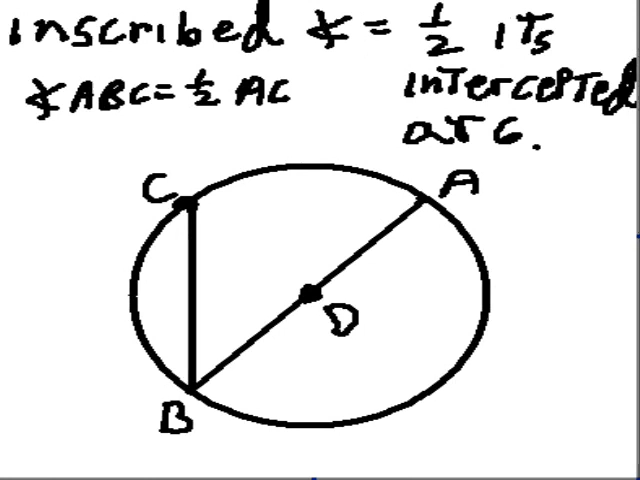 inscribed ∡ = 1/2 iTs
inTercepTed
arc.
∡ABC = 1/2 AC
C
A
D
B